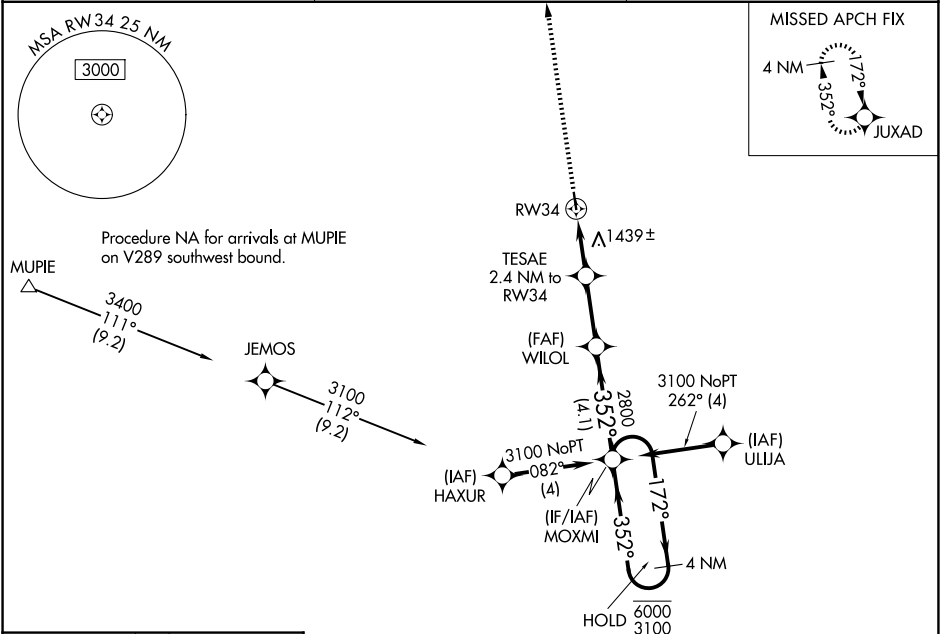 MSA RW34 25 NM
3000
MISSED APCH FIX
4 NM
172°
352°
JUXAD
RW34
1439 ±
Procedure NA for arrivals at MUPIE
on V289 southwest bound.
TESAE
2.4 NM to
RW34
MUPIE
3400
111°
(9.2)
JEMOS
(FAF)
WILOL
3100
112°
(9.2)
2800
352°
(4.1)
3100 NoPT
262° (4)
(IAF)
ULIJA
3100 NoPT
082°
(4)
(IAF)
HAXUR
(IF/IAF)
MOXMI
172°
352°
4 NM
HOLD
6000
3100